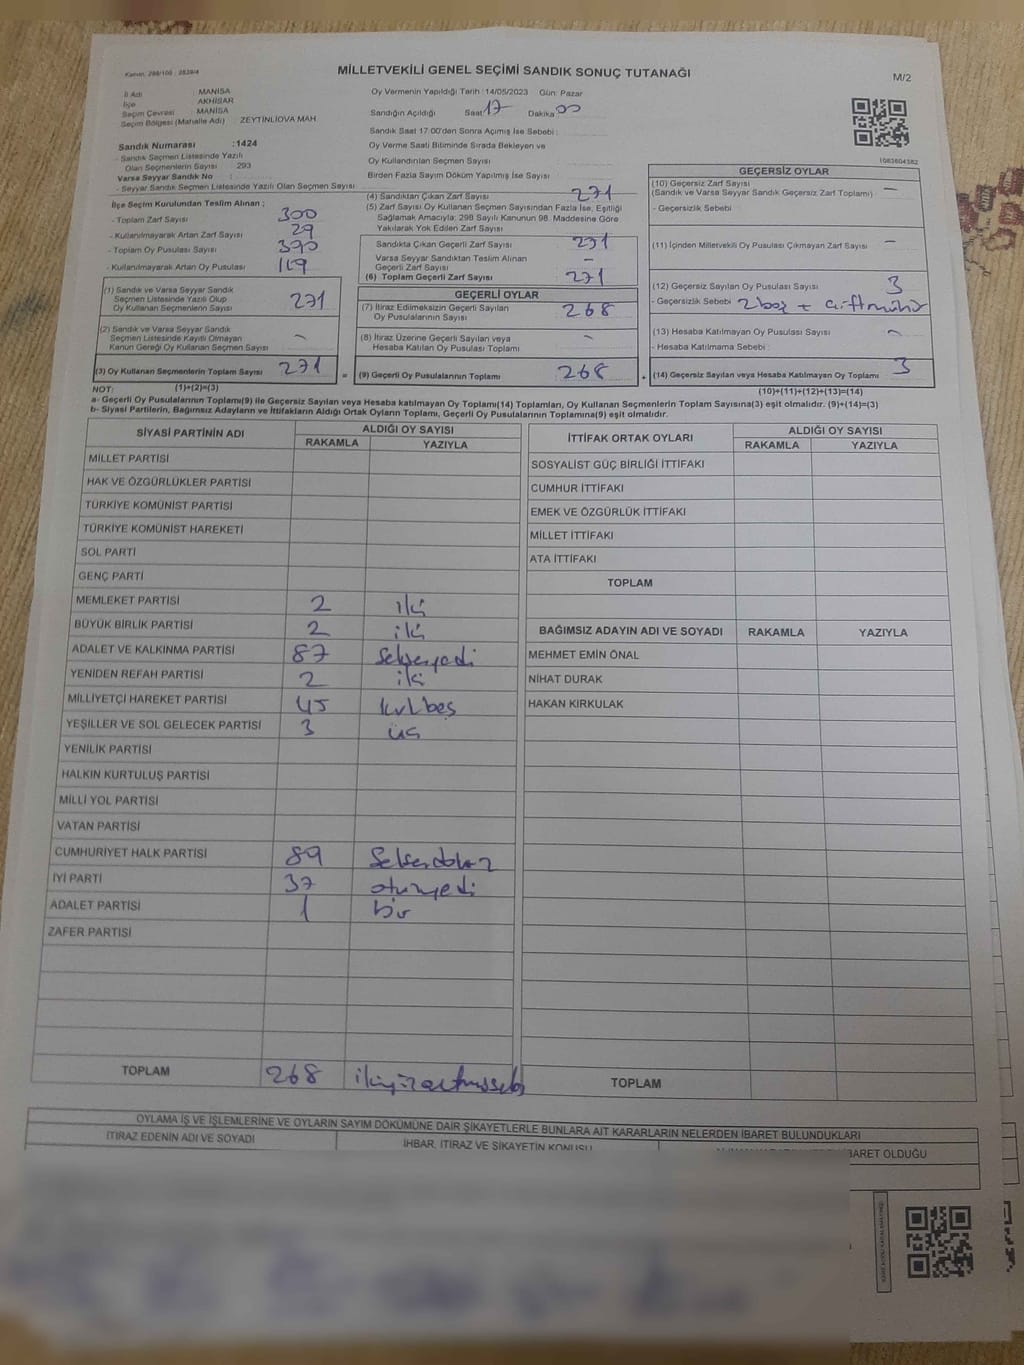 Kanun, 298/105 : 2839/4
MİLLETVEKİLİ GENEL SEÇİMİ SANDIK SONUÇ TUTANAĞI
M/2
İl Adı MANİSA
İlçe AKHİSAR
Seçim Çevresi MANİSA
Seçim Bölgesi (Mahalle Adı) ZEYTİNLİOVA MAH.
Sandık Numarası :1424
- Sandık Seçmen Listesinde Yazılı
Olan Seçmenlerin Sayısı : 293
Varsa Seyyar Sandık No :
- Seyyar Sandık Seçmen Listesinde Yazılı Olan Seçmen Sayısı
Oy Vermenin Yapıldığı Tarih : 14/05/2023 Gün: Pazar
Sandığın Açıldığı Saat 17 Dakika 00
Sandık Saat 17.00'dan Sonra Açılmış İse Sebebi :
Oy Verme Saati Bitiminde Sırada Bekleyen ve
Oy Kullandırılan Seçmen Sayısı :
Birden Fazla Sayım Döküm Yapılmış İse Sayısı
1083604382
İlçe Seçim Kurulundan Teslim Alınan ;
- Toplam Zarf Sayısı 300
- Kullanılmayarak Artan Zarf Sayısı 29
- Toplam Oy Pusulası Sayısı 390
- Kullanılmayarak Artan Oy Pusulası 119
(1) Sandık ve Varsa Seyyar Sandık
Seçmen Listesinde Yazılı Olup
Oy Kullanan Seçmenlerin Sayısı 271
(2) Sandık ve Varsa Seyyar Sandık
Seçmen Listesinde Kayıtlı Olmayan
Kanun Gereği Oy Kullanan Seçmen Sayısı -
(3) Oy Kullanan Seçmenlerin Toplam Sayısı 271
(4) Sandıktan Çıkan Zarf Sayısı 271
(5) Zarf Sayısı Oy Kullanan Seçmen Sayısından Fazla İse, Eşitliği
Sağlamak Amacıyla; 298 Sayılı Kanunun 98. Maddesine Göre
Yakılarak Yok Edilen Zarf Sayısı
Sandıkta Çıkan Geçerli Zarf Sayısı 271
Varsa Seyyar Sandıktan Teslim Alınan
Geçerli Zarf Sayısı -
(6) Toplam Geçerli Zarf Sayısı 271
GEÇERLİ OYLAR
(7) İtiraz Edilmeksizin Geçerli Sayılan
Oy Pusulalarının Sayısı 268
(8) İtiraz Üzerine Geçerli Sayılan veya
Hesaba Katılan Oy Pusulası Toplamı -
= (9) Geçerli Oy Pusulalarının Toplamı 268
GEÇERSİZ OYLAR
(10) Geçersiz Zarf Sayısı
(Sandık ve Varsa Seyyar Sandık Geçersiz Zarf Toplamı) -
- Geçersizlik Sebebi
(11) İçinden Milletvekili Oy Pusulası Çıkmayan Zarf Sayısı -
(12) Geçersiz Sayılan Oy Pusulası Sayısı 3
- Geçersizlik Sebebi 2 boş + çift mühür
(13) Hesaba Katılmayan Oy Pusulası Sayısı -
- Hesaba Katılmama Sebebi :
+ (14) Geçersiz Sayılan veya Hesaba Katılmayan Oy Toplamı 3
NOT: (1)+(2)=(3)
(10)+(11)+(12)+(13)=(14)
a- Geçerli Oy Pusulalarının Toplamı(9) ile Geçersiz Sayılan veya Hesaba katılmayan Oy Toplamı(14) Toplamları, Oy Kullanan Seçmenlerin Toplam Sayısına(3) eşit olmalıdır. (9)+(14)=(3)
b- Siyasi Partilerin, Bağımsız Adayların ve İttifakların Aldığı Ortak Oyların Toplamı, Geçerli Oy Pusulalarının Toplamına(9) eşit olmalıdır.
SİYASİ PARTİNİN ADI ALDIĞI OY SAYISI
RAKAMLA YAZIYLA
MİLLET PARTİSİ
HAK VE ÖZGÜRLÜKLER PARTİSİ
TÜRKİYE KOMÜNİST PARTİSİ
TÜRKİYE KOMÜNİST HAREKETİ
SOL PARTİ
GENÇ PARTİ
MEMLEKET PARTİSİ 2 iki
BÜYÜK BİRLİK PARTİSİ 2 iki
ADALET VE KALKINMA PARTİSİ 87 Seksenyedi
YENİDEN REFAH PARTİSİ 2 iki
MİLLİYETÇİ HAREKET PARTİSİ 45 kırkbeş
YEŞİLLER VE SOL GELECEK PARTİSİ 3 üç
YENİLİK PARTİSİ
HALKIN KURTULUŞ PARTİSİ
MİLLİ YOL PARTİSİ
VATAN PARTİSİ
CUMHURİYET HALK PARTİSİ 89 Seksendokuz
İYİ PARTİ 37 otuzyedi
ADALET PARTİSİ 1 bir
ZAFER PARTİSİ
TOPLAM 268 ikiyüzaltmışsekiz
İTTİFAK ORTAK OYLARI ALDIĞI OY SAYISI
RAKAMLA YAZIYLA
SOSYALİST GÜÇ BİRLİĞİ İTTİFAKI
CUMHUR İTTİFAKI
EMEK VE ÖZGÜRLÜK İTTİFAKI
MİLLET İTTİFAKI
ATA İTTİFAKI
TOPLAM
BAĞIMSIZ ADAYIN ADI VE SOYADI RAKAMLA YAZIYLA
MEHMET EMİN ÖNAL
NİHAT DURAK
HAKAN KIRKULAK
TOPLAM
OYLAMA İŞ VE İŞLEMLERİNE VE OYLARIN SAYIM DÖKÜMÜNE DAİR ŞİKAYETLERLE BUNLARA AİT KARARLARIN NELERDEN İBARET BULUNDUKLARI
İTİRAZ EDENİN ADI VE SOYADI İHBAR, İTİRAZ VE ŞİKAYETİN KONUSU İBARET OLDUĞU